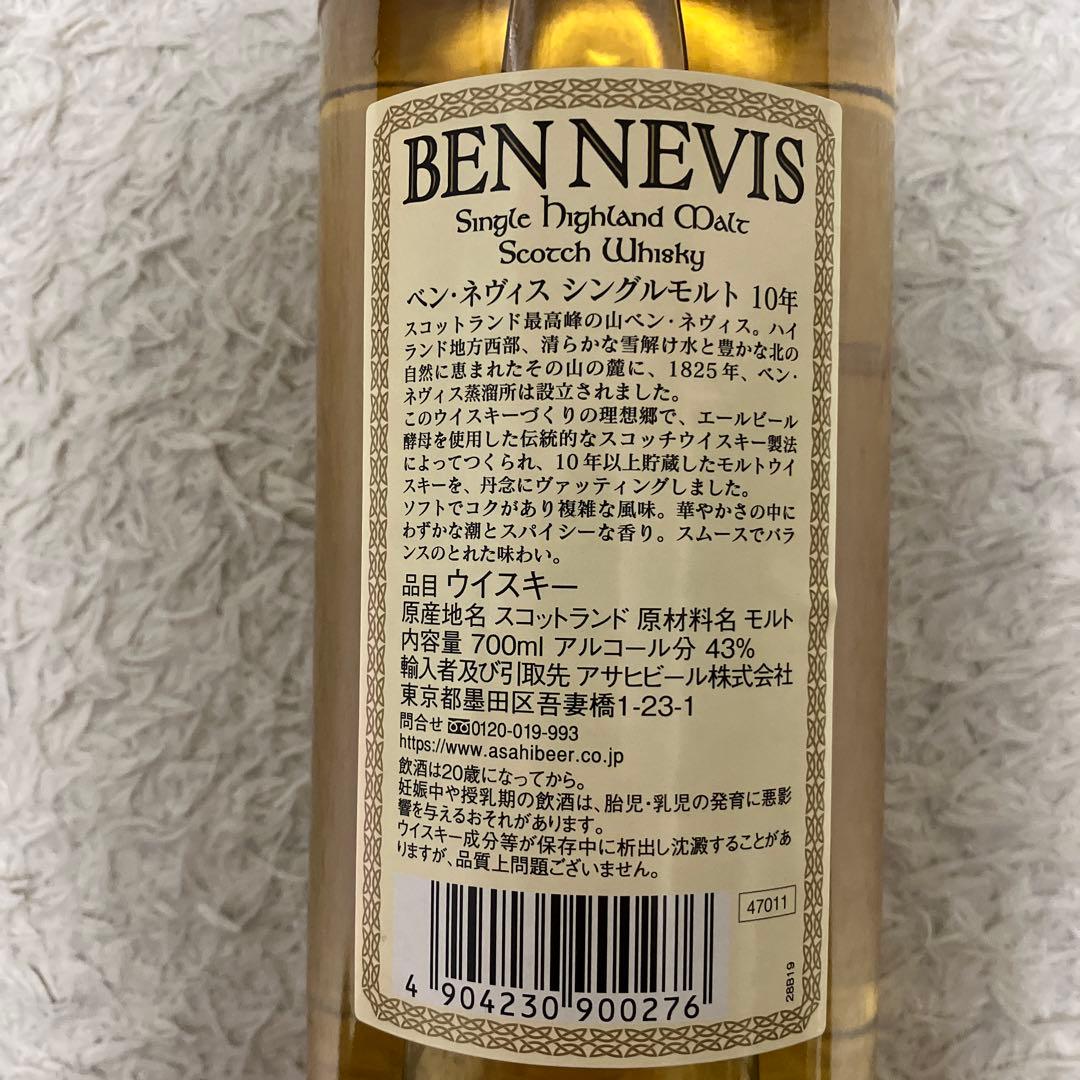 BEN NEVIS
Single Highland Malt
Scotch Whisky
ベン・ネヴィス シングルモルト 10年
スコットランド最高峰の山ベン・ネヴィス。ハイ
ランド地方西部、清らかな雪解け水と豊かな北の
自然に恵まれたその山の麓に、1825年、ベン・
ネヴィス蒸溜所は設立されました。
このウイスキーづくりの理想郷で、エールビール
酵母を使用した伝統的なスコッチウイスキー製法
によってつくられ、10年以上貯蔵したモルトウイ
スキーを、丹念にヴァッティングしました。
ソフトでコクがあり複雑な風味。華やかさの中に
わずかな潮とスパイシーな香り。スムースでバラ
ンスのとれた味わい。
品目 ウイスキー
原産地名 スコットランド 原材料名 モルト
内容量 700ml アルコール分 43%
輸入者及び引取先 アサヒビール株式会社
東京都墨田区吾妻橋1-23-1
問合せ 0120-019-993
https://www.asahibeer.co.jp
飲酒は20歳になってから。
妊娠中や授乳期の飲酒は、胎児・乳児の発育に悪影
響を与えるおそれがあります。
ウイスキー成分等が保存中に析出し沈澱することがあ
りますが、品質上問題ございません。
47011
28B19
4 904230 900276